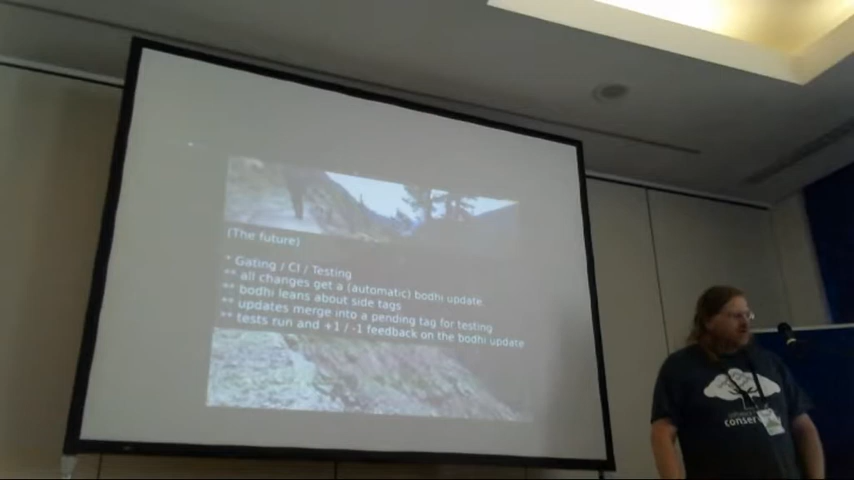 (The future)
* Gating / CI / Testing
** all changes get a (automatic) bodhi update
** bodhi leans about side tags
** updates merge into a pending tag for testing
** tests run and +1 / -1 feedback on the bodhi update